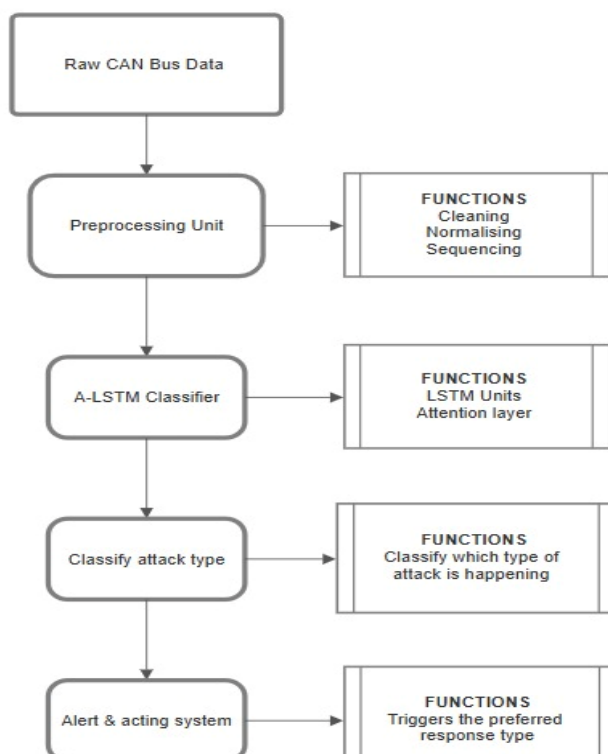 Raw CAN Bus Data
Preprocessing Unit
FUNCTIONS
Cleaning
Normalising
Sequencing
A-LSTM Classifier
FUNCTIONS
LSTM Units
Attention layer
Classify attack type
FUNCTIONS
Classify which type of
attack is happening
Alert & acting system
FUNCTIONS
Triggers the preferred
response type